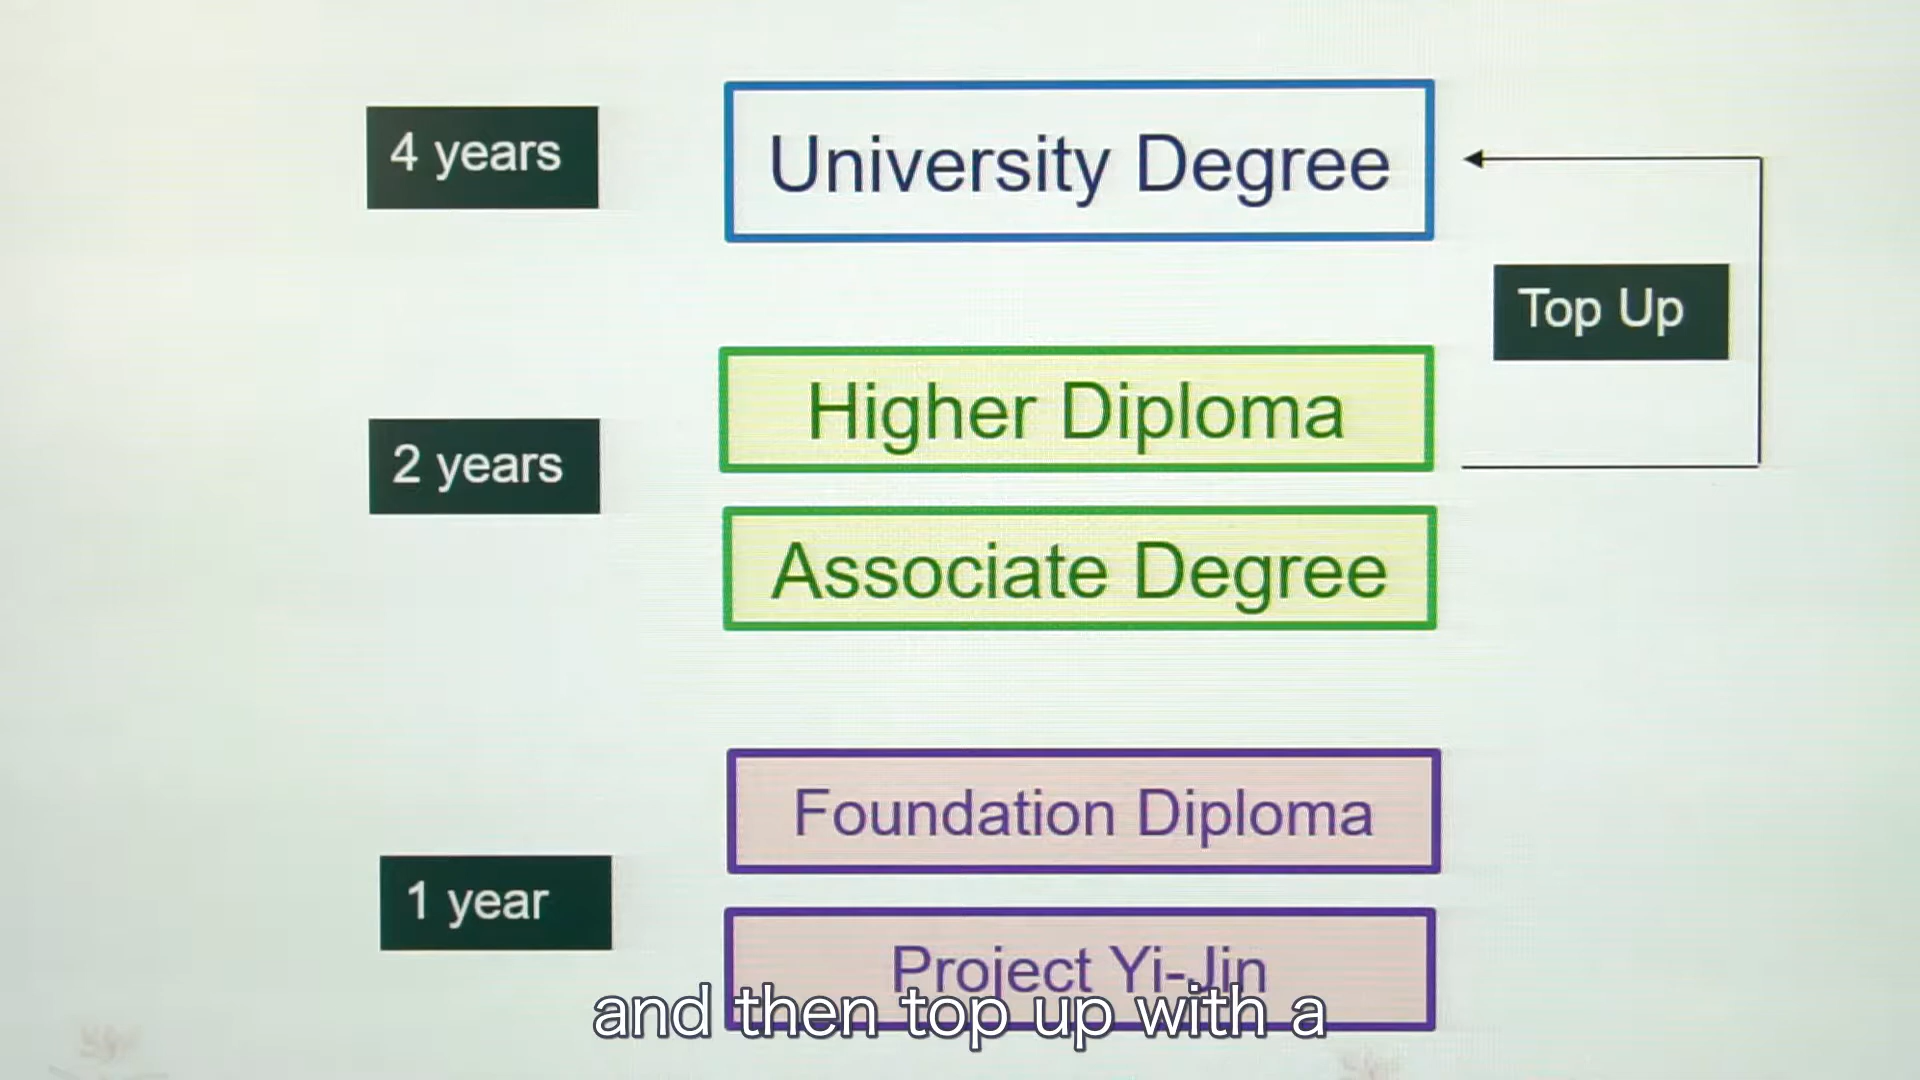 4 years
University Degree
Top Up
Higher Diploma
2 years
Associate Degree
Foundation Diploma
1 year
Project Yi-Jin
and then top up with a